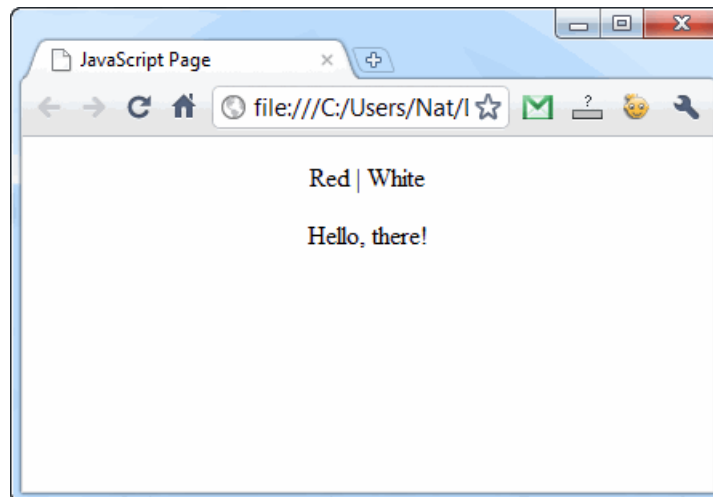 JavaScript Page
file:///C:/Users/Nat/
?
Red | White
Hello, there!